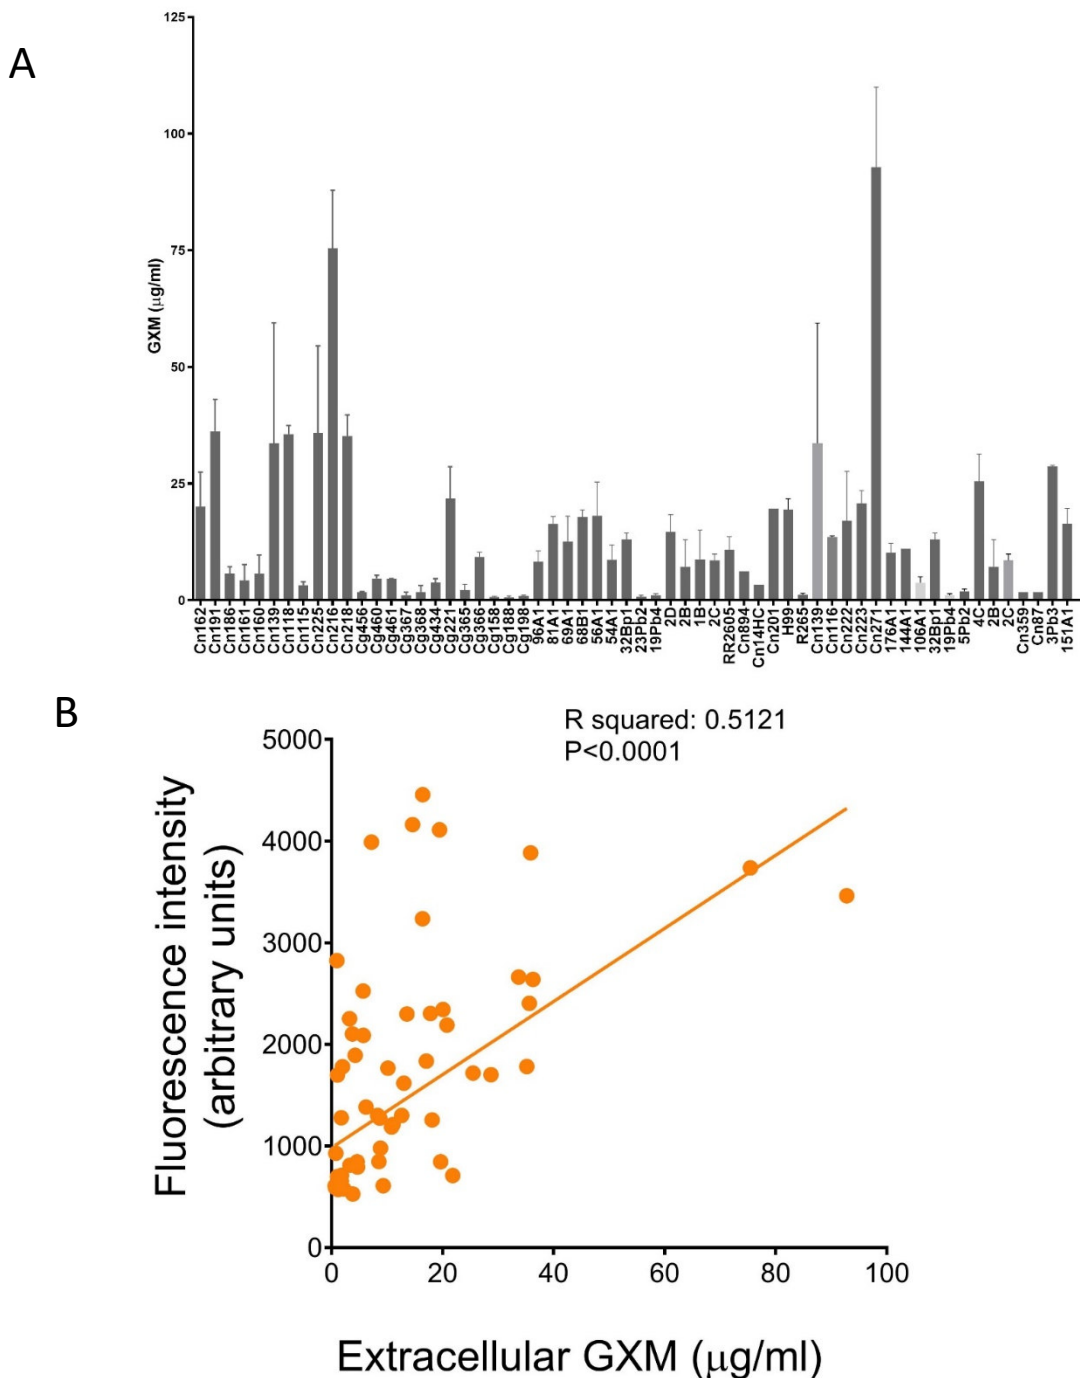 A
125
100
75
50
25
0
GXM (μg/ml)
Cn162
Cn191
Cn186
Cn161
Cn160
Cn139
Cn118
Cn115
Cn225
Cn216
Cn218
Cg456
Cg460
Cg461
Cg367
Cg368
Cg434
Cg221
Cg365
Cg366
Cg158
Cg188
Cg198
96A1
81A1
69A1
68B1
56A1
54A1
32Bp1
23Pb2
19Pb4
2D
2B
1B
2C
RR2605
Cn894
Cn14HC
Cn201
H99
R265
Cn139
Cn116
Cn222
Cn223
Cn271
176A1
144A1
106A1
32Bp1
19Pb4
5Pb2
4C
2B
2C
Cn359
Cn87
3Pb3
151A1
B
R squared: 0.5121
P<0.0001
5000
4000
3000
2000
1000
0
Fluorescence intensity
(arbitrary units)
0 20 40 60 80 100
Extracellular GXM (μg/ml)